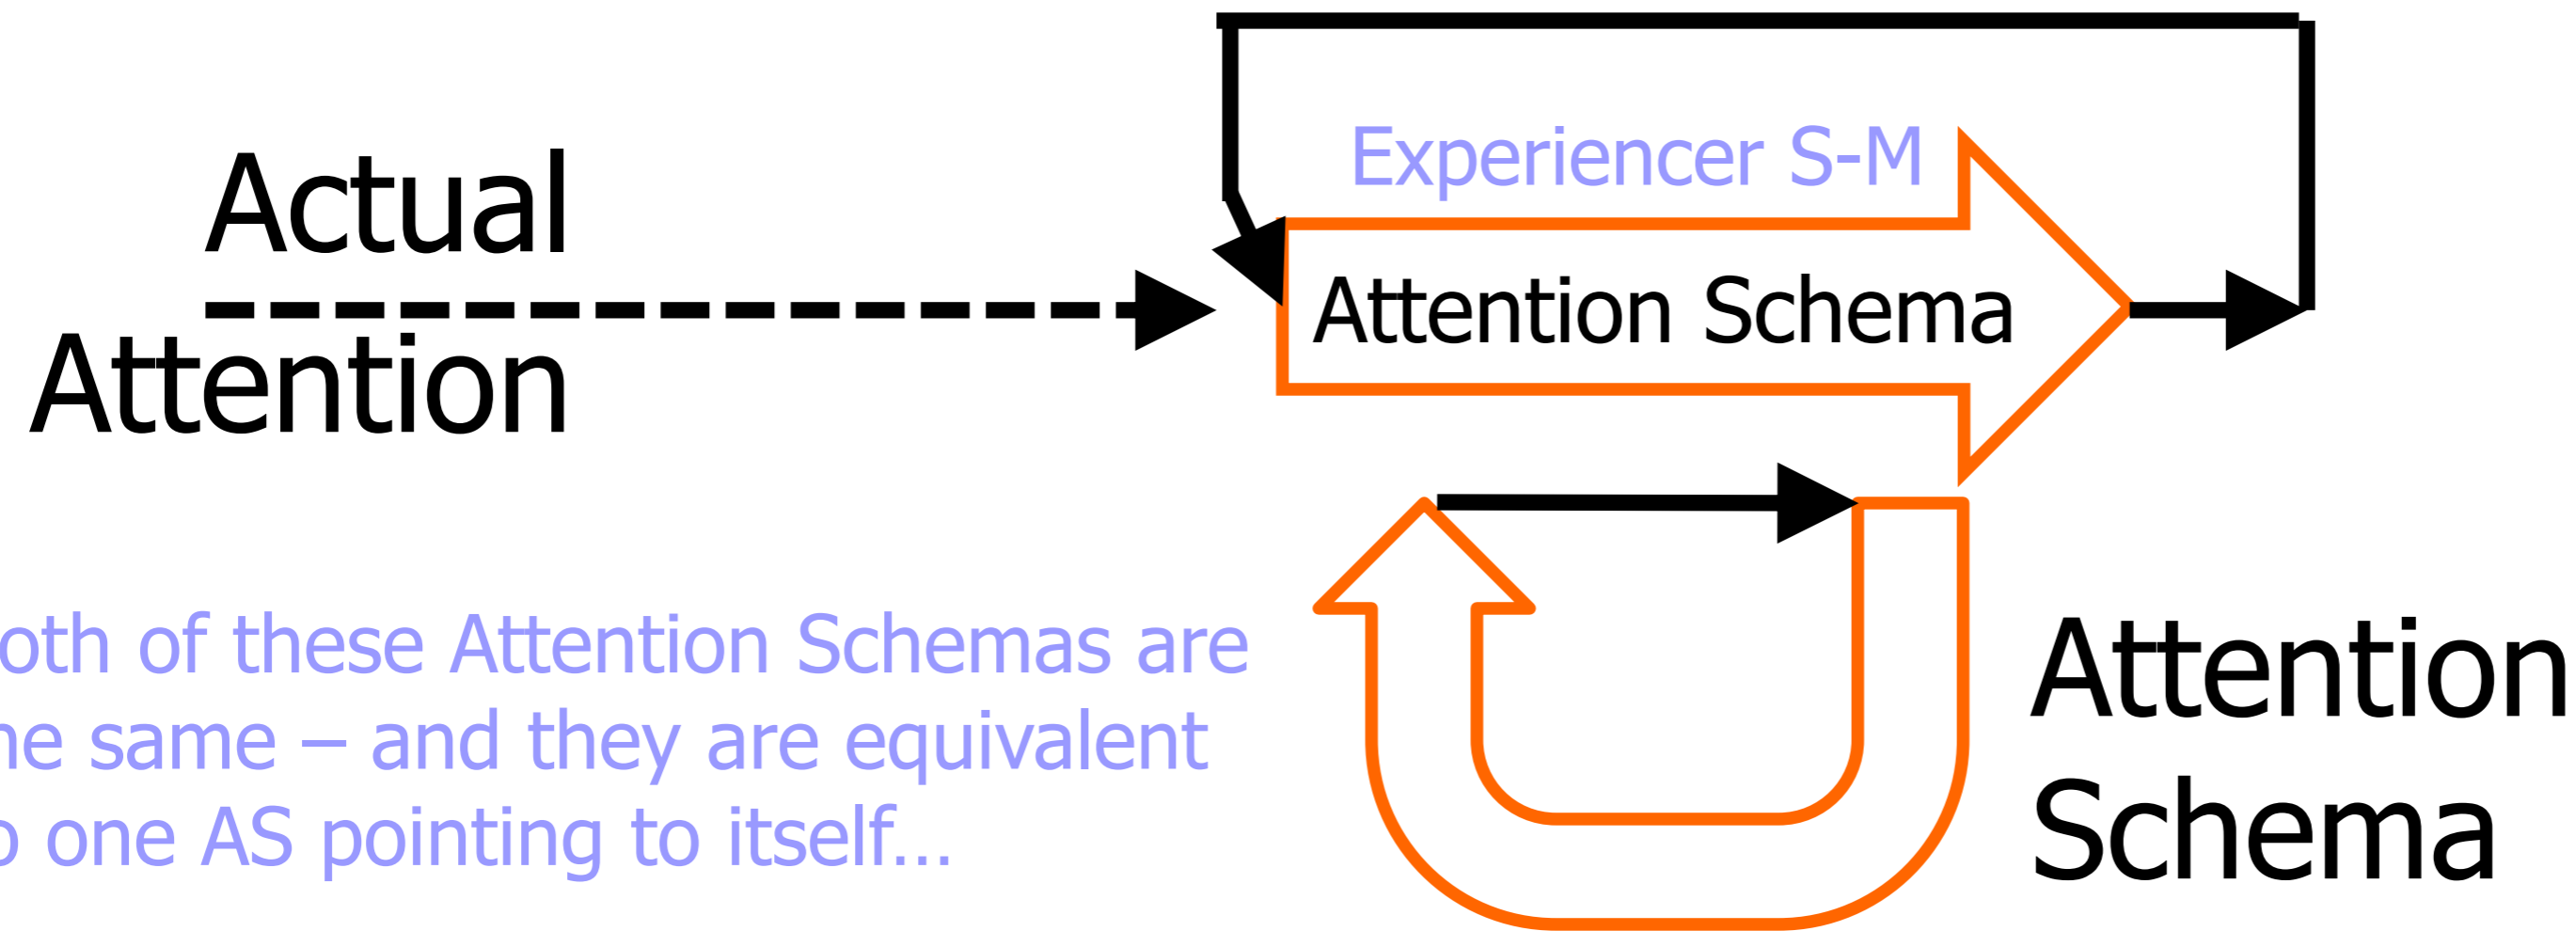 Actual
Attention
Experiencer S-M
Attention Schema
oth of these Attention Schemas are
he same – and they are equivalent
o one AS pointing to itself…
Attention
Schema